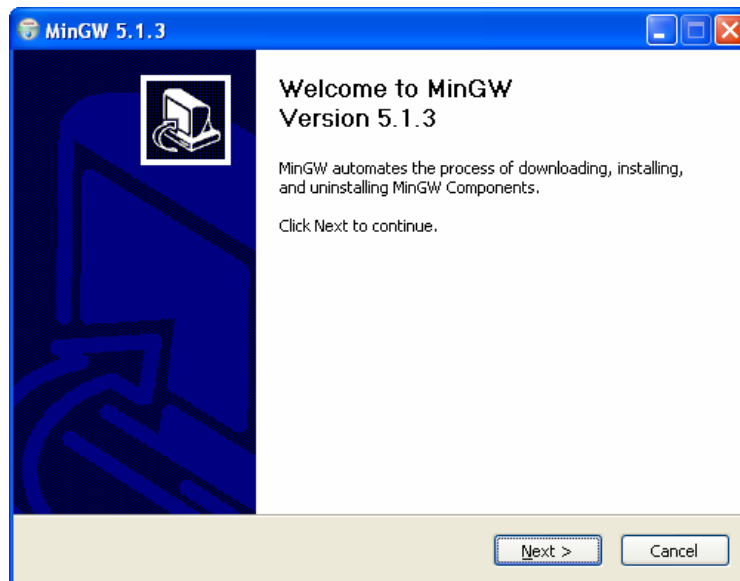 MinGW 5.1.3
Welcome to MinGW
Version 5.1.3
MinGW automates the process of downloading, installing,
and uninstalling MinGW Components.
Click Next to continue.
Next > Cancel